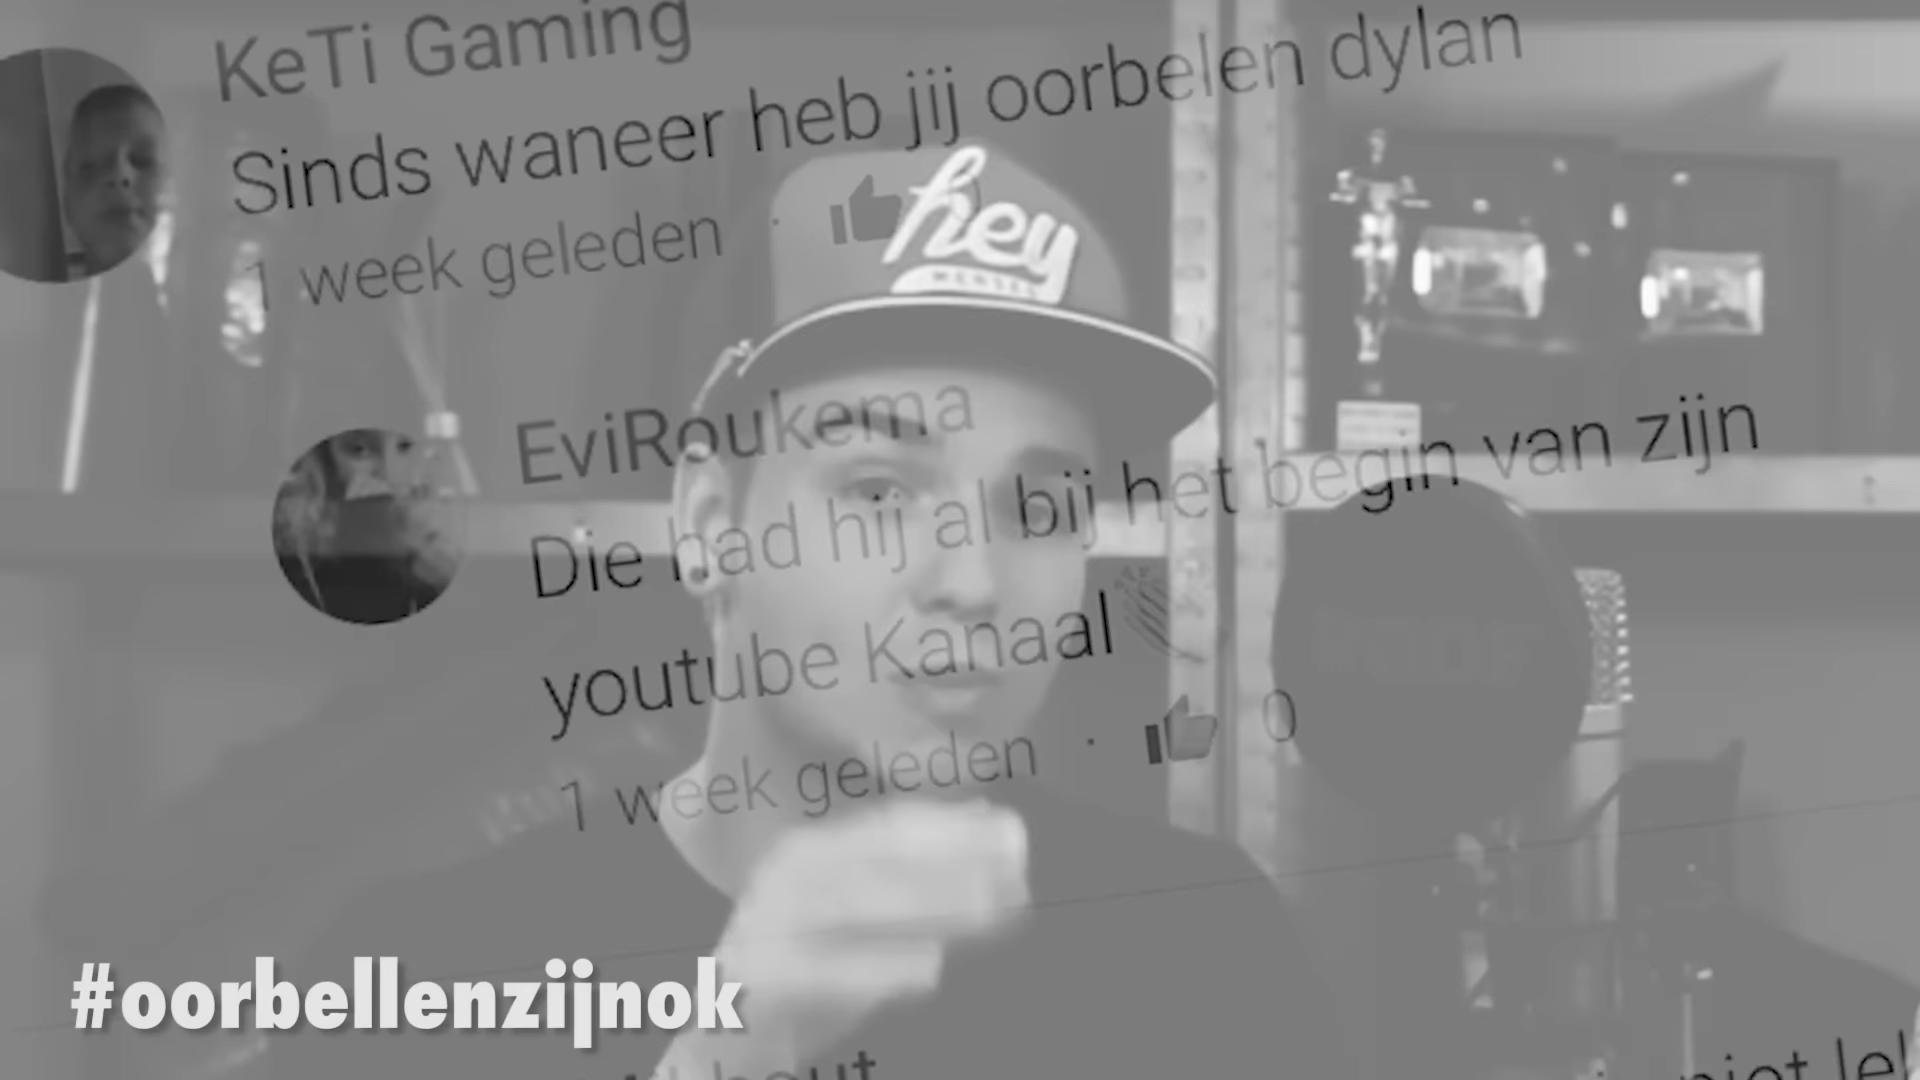 KeTi Gaming
Sinds waneer heb jij oorbelen dylan
1 week geleden ·
hey
EviRoukema
Die had hij al bij het begin van zijn
youtube Kanaal
1 week geleden · 0
#oorbellenzijnok